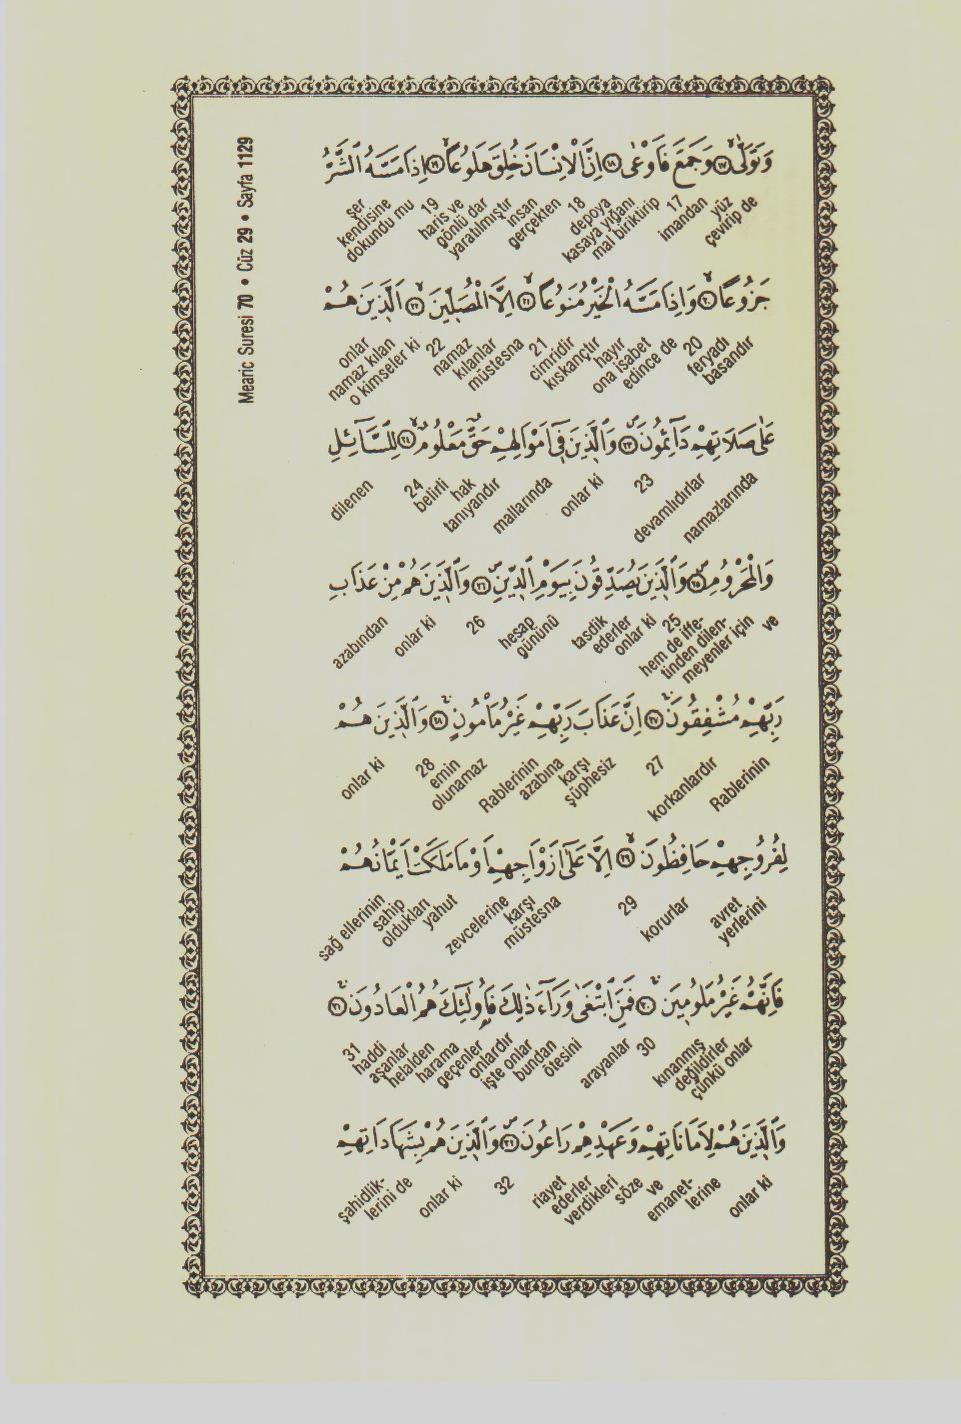 Mearic Suresi 70 • Cüz 29 • Sayfa 1129
وَتَوَلّٰىۙ ﴿١٧﴾ وَجَمَعَ فَاَوْعٰى ﴿١٨﴾ اِنَّ الْاِنْسَانَ خُلِقَ هَلُوعًاۙ ﴿١٩﴾ اِذَا مَسَّهُ الشَّرُّ
yüz çevirip de
imandan
17
mal biriktirip kasaya yığanı depoya
18
gerçekten
insan
yaratılmıştır
haris ve gönlü dar
19
dokundu mu kendisine
şer
جَزُوعًاۙ ﴿٢٠﴾ وَاِذَا مَسَّهُ الْخَيْرُ مَنُوعًاۙ ﴿٢١﴾ اِلَّا الْمُصَلّ۪ينَۙ ﴿٢٢﴾ اَلَّذ۪ينَ هُمْ
feryadı basandır
20
ona isabet edince de
hayır
cimridir kıskançtır
21
müstesna
namaz kılanlar
22
o kimseler ki namaz kılan
onlar
عَلٰى صَلَاتِهِمْ دَٓائِمُونَۖ ﴿٢٣﴾ وَالَّذ۪ينَ ف۪ٓي اَمْوَالِهِمْ حَقٌّ مَعْلُومٌۙ ﴿٢٤﴾ لِلسَّٓائِلِ
namazlarında
devamlıdırlar
23
onlar ki
mallarında
hak tanıyandır
belirli
24
dilenen
وَالْمَحْرُومِۖ ﴿٢٥﴾ وَالَّذ۪ينَ يُصَدِّقُونَ بِيَوْمِ الدّ۪ينِۖ ﴿٢٦﴾ وَالَّذ۪ينَ هُمْ مِنْ عَذَابِ
ve
hem de iffetinden dilenmeyenler için
25
onlar ki
tasdik ederler
hesap gününü
26
onlar ki
azabından
رَبِّهِمْ مُشْفِقُونَۚ ﴿٢٧﴾ اِنَّ عَذَابَ رَبِّهِمْ غَيْرُ مَأْمُونٍۚ ﴿٢٨﴾ وَالَّذ۪ينَ هُمْ
Rablerinin
korkanlardır
27
şüphesiz
azabına karşı
Rablerinin
emin olunamaz
28
onlar ki
لِفُرُوجِهِمْ حَافِظُونَۙ ﴿٢٩﴾ اِلَّا عَلٰٓى اَزْوَاجِهِمْ اَوْ مَا مَلَكَتْ اَيْمَانُهُمْ
avret yerlerini
korurlar
29
müstesna
zevcelerine karşı
yahut
sahip oldukları
sağ ellerinin
فَاِنَّهُمْ غَيْرُ مَلُوم۪ينَۚ ﴿٣٠﴾ فَمَنِ ابْتَغٰى وَرَٓاءَ ذٰلِكَ فَاُو۬لٰٓئِكَ هُمُ الْعَادُونَۚ ﴿٣١﴾
çünkü onlar
kınanmış değildirler
30
arayanlar
ötesini
bundan
işte onlar
onlardır
haddi aşanlar helalden harama geçenler
31
وَالَّذ۪ينَ هُمْ لِاَمَانَاتِهِمْ وَعَهْدِهِمْ رَاعُونَۖ ﴿٣٢﴾ وَالَّذ۪ينَ هُمْ بِشَهَادَاتِهِمْ
onlar ki
emanetlerine
ve
verdikleri söze
riayet ederler
32
onlar ki
şahidliklerini de